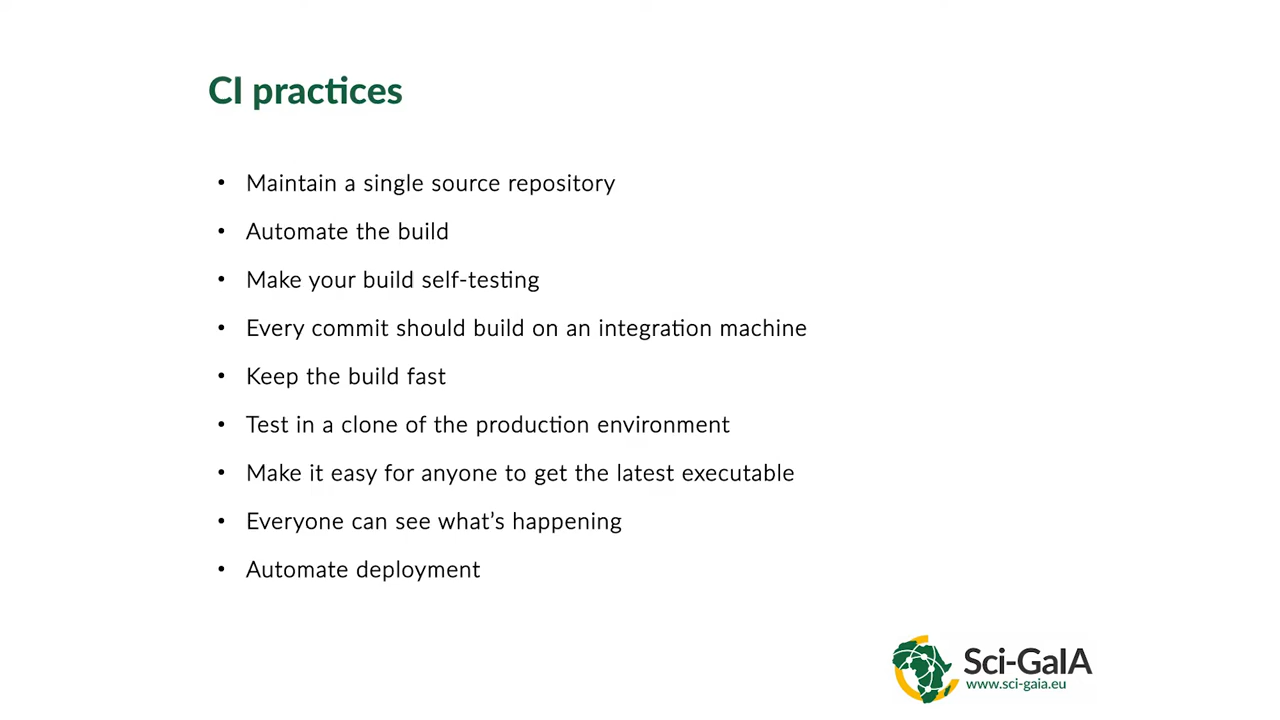 CI practices
• Maintain a single source repository
• Automate the build
• Make your build self-testing
• Every commit should build on an integration machine
• Keep the build fast
• Test in a clone of the production environment
• Make it easy for anyone to get the latest executable
• Everyone can see what’s happening
• Automate deployment
Sci-GaIA
www.sci-gaia.eu